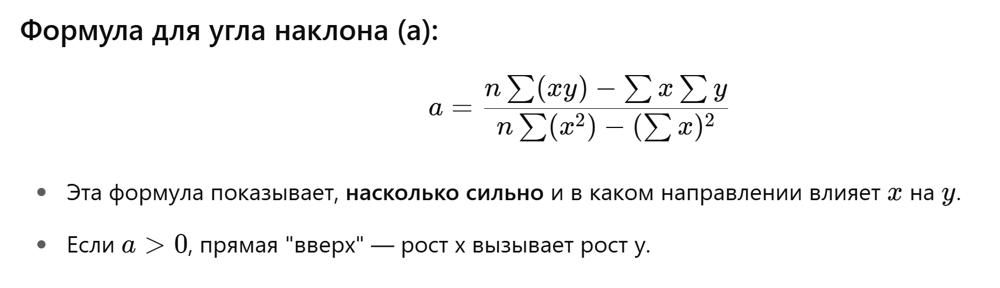 Формула для угла наклона (a):
a = \frac{n \sum (xy) - \sum x \sum y}{n \sum (x^2) - (\sum x)^2}
• Эта формула показывает, насколько сильно и в каком направлении влияет x на y.
• Если a > 0, прямая "вверх" — рост x вызывает рост y.